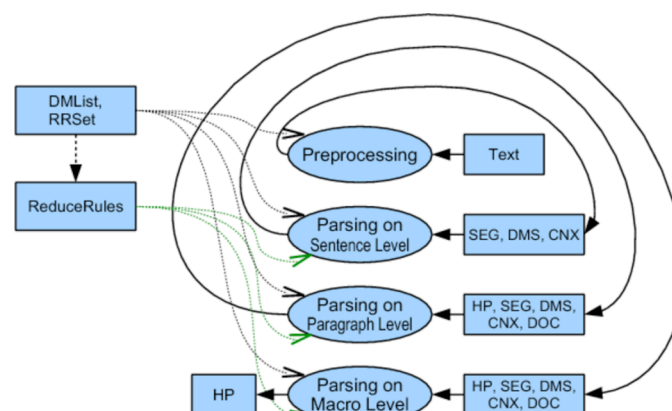 DMList,
RRSet
Preprocessing
Text
ReduceRules
Parsing on
Sentence Level
SEG, DMS, CNX
Parsing on
Paragraph Level
HP, SEG, DMS,
CNX, DOC
HP
Parsing on
Macro Level
HP, SEG, DMS,
CNX, DOC